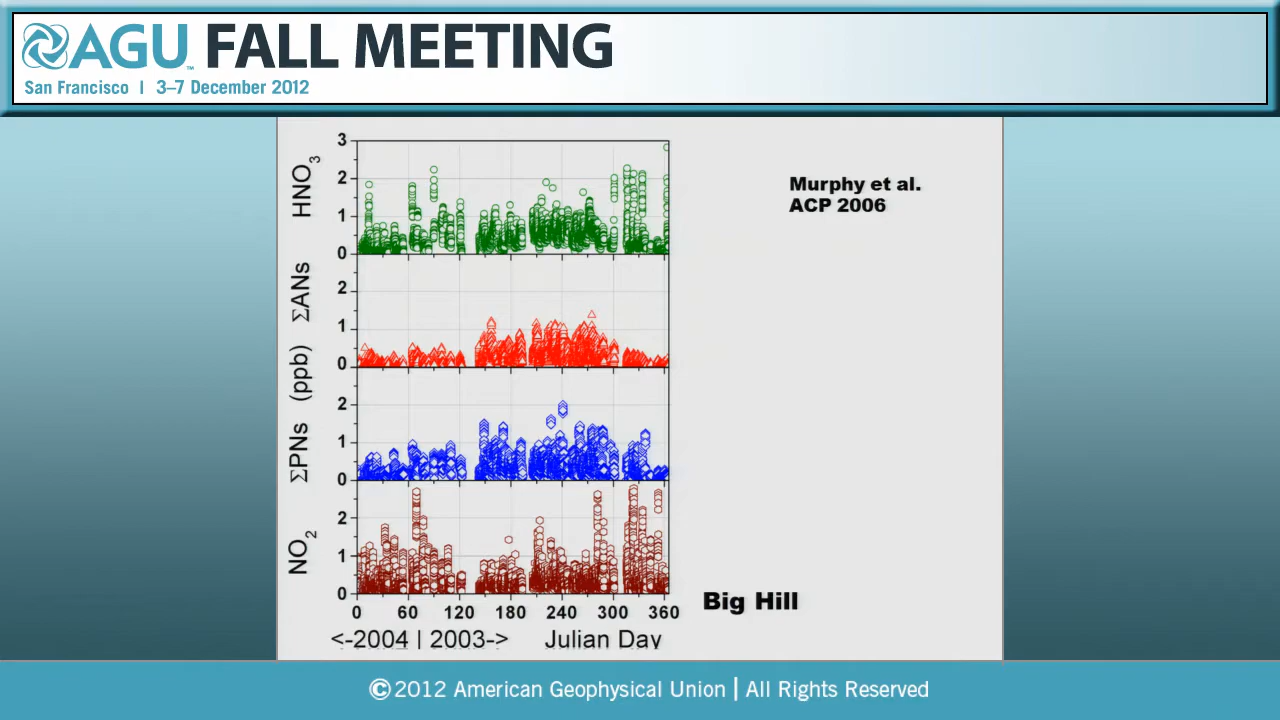 AGU™ FALL MEETING
San Francisco | 3–7 December 2012
Murphy et al.
ACP 2006
HNO3
3
2
1
0
ΣANs
2
1
0
(ppb)
ΣPNs
2
1
0
NO2
2
1
0
0 60 120 180 240 300 360
<-2004 | 2003-> Julian Day
Big Hill
©2012 American Geophysical Union | All Rights Reserved